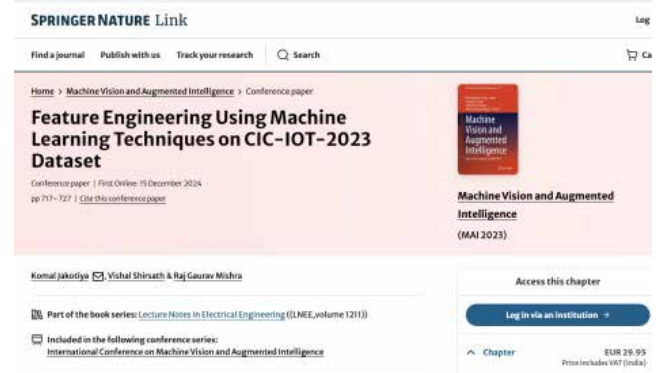 SPRINGER NATURE Link
Log
Find a journal Publish with us Track your research Search
Ca
Home > Machine Vision and Augmented Intelligence > Conference paper
Feature Engineering Using Machine
Learning Techniques on CIC-IOT-2023
Dataset
Conference paper | First Online: 15 December 2024
pp 717–727 | Cite this conference paper
Machine
Vision and
Augmented
Intelligence
Machine Vision and Augmented
Intelligence
(MAI 2023)
Komal Jakotiya, Vishal Shirsath & Raj Gaurav Mishra
Part of the book series: Lecture Notes in Electrical Engineering ((LNEE,volume 1211))
Included in the following conference series:
International Conference on Machine Vision and Augmented Intelligence
Access this chapter
Log in via an institution →
Chapter EUR 29.95
Price includes VAT (India)